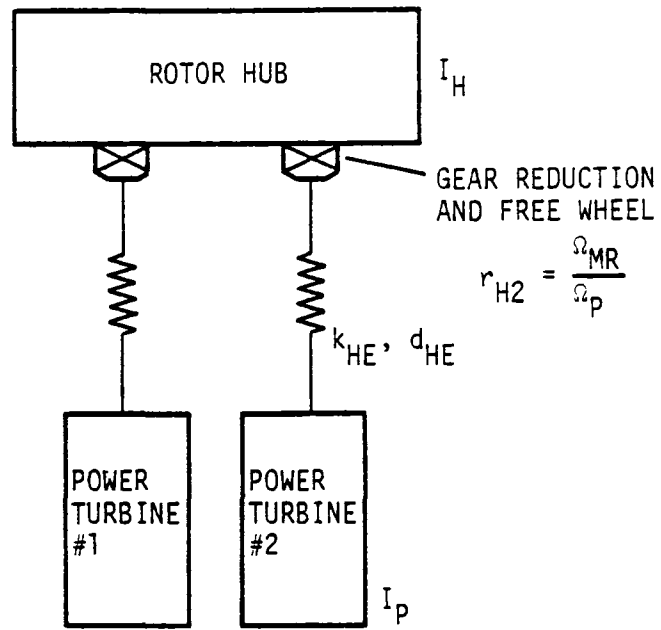 ROTOR HUB
I_H
GEAR REDUCTION
AND FREE WHEEL
r_H2 = Ω_MR / Ω_P
k_HE, d_HE
POWER
TURBINE
#1
POWER
TURBINE
#2
I_P